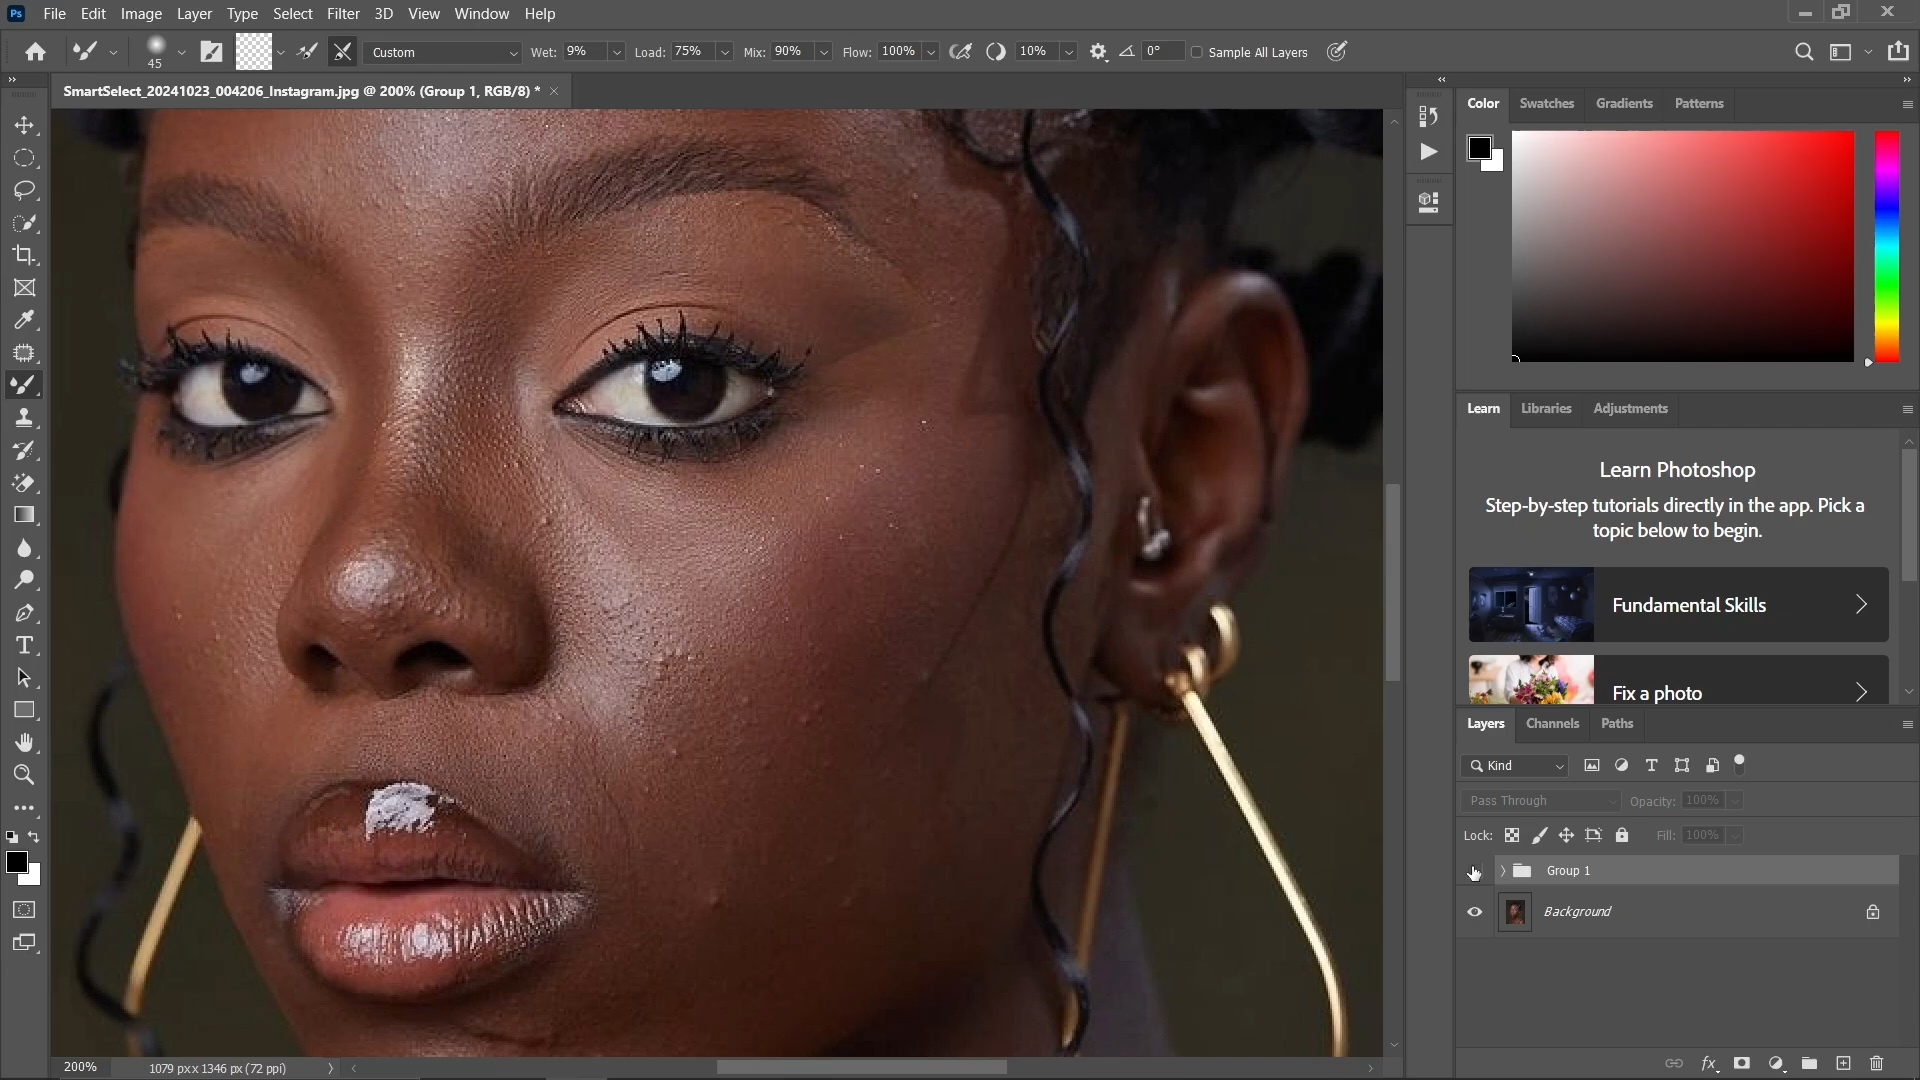 Ps File Edit Image Layer Type Select Filter 3D View Window Help
45 Custom Wet: 9% Load: 75% Mix: 90% Flow: 100% 10% 0° Sample All Layers
SmartSelect_20241023_004206_Instagram.jpg @ 200% (Group 1, RGB/8) *
Color Swatches Gradients Patterns
Learn Libraries Adjustments
Learn Photoshop
Step-by-step tutorials directly in the app. Pick a
topic below to begin.
Fundamental Skills
Fix a photo
Layers Channels Paths
Kind
Pass Through Opacity: 100%
Lock: Fill: 100%
Group 1
Background
fx
200% 1079 px x 1346 px (72 ppi)